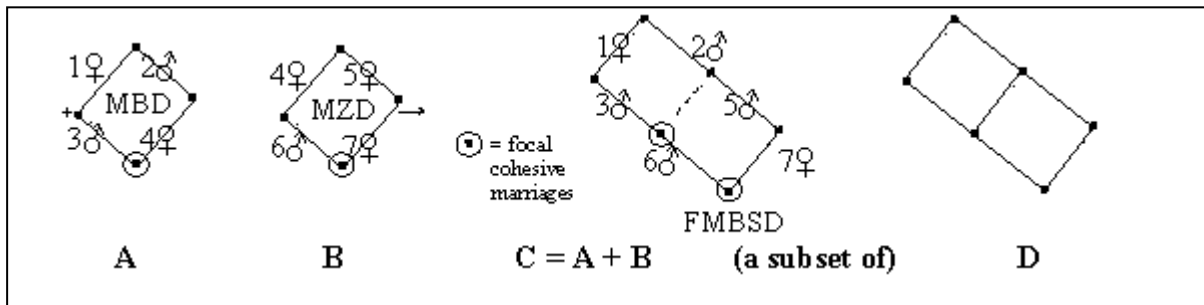 1♀ 2♂
MBD
3♂ 4♀
4♀ 5♀
MZD
6♂ 7♀
= focal
cohesive
marriages
1♀ 2♂
3♂ 5♂
6♂ 7♀
FMBSD
A B C = A + B (a subset of) D